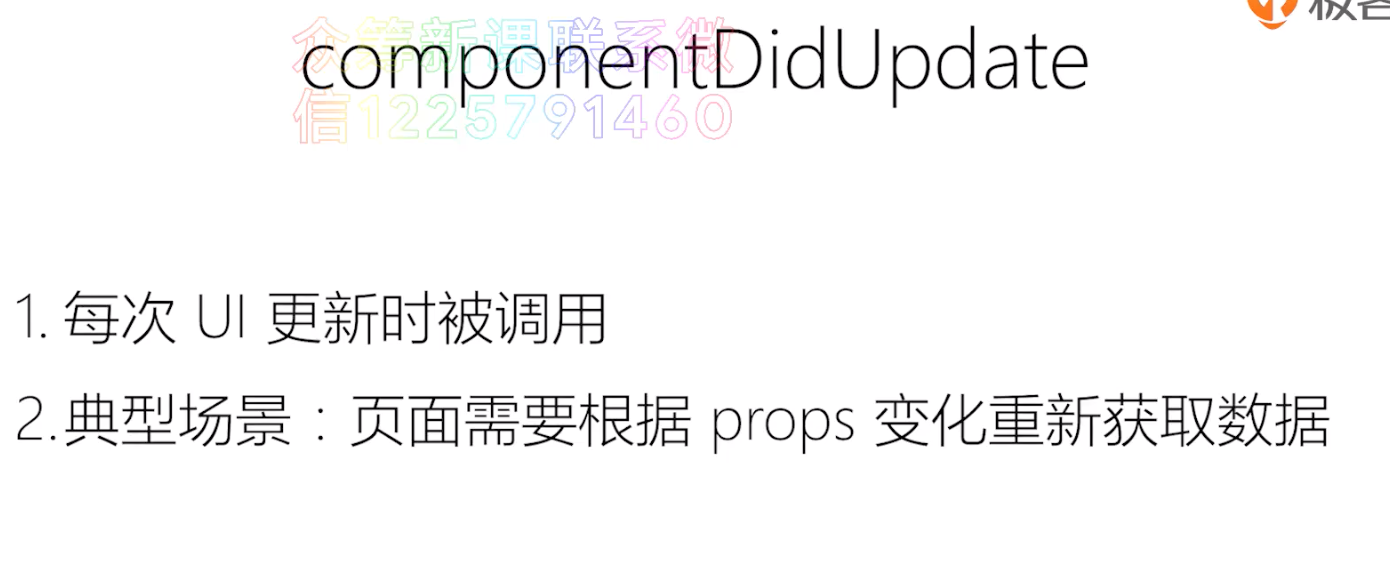 极客
众筹新课联系微
componentDidUpdate
信1225791460
1. 每次 UI 更新时被调用
2.典型场景：页面需要根据 props 变化重新获取数据